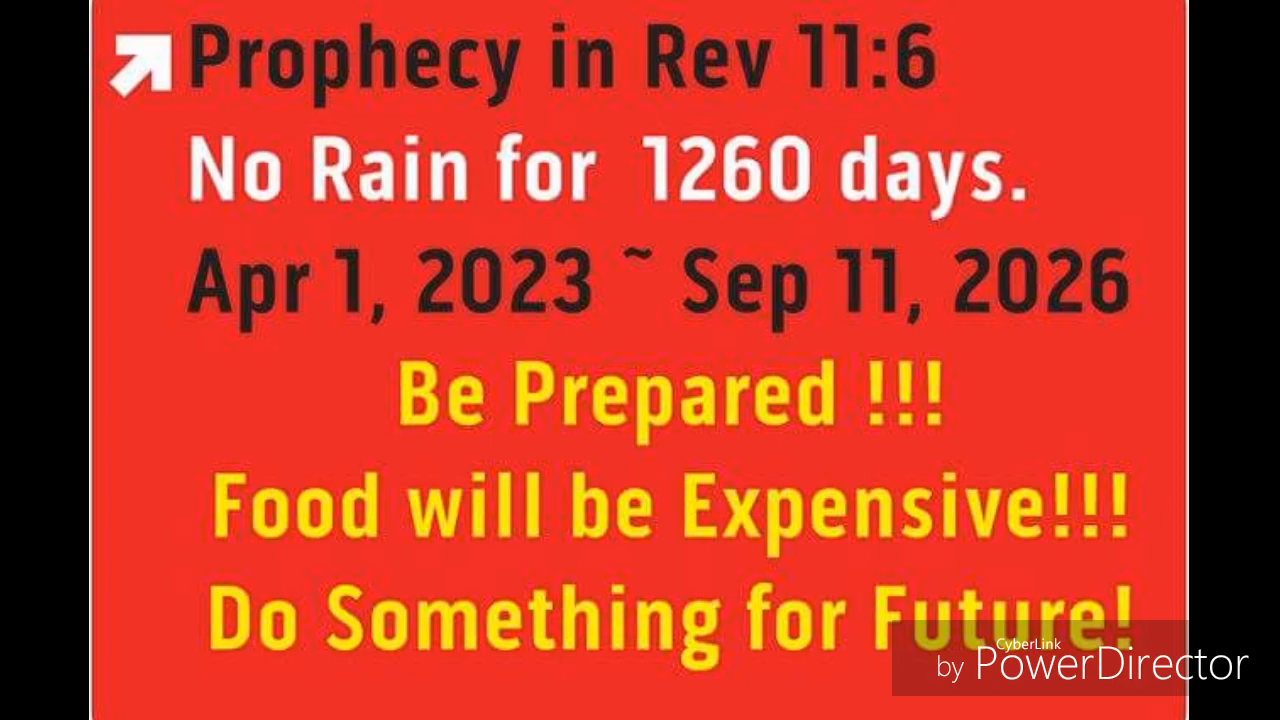 Prophecy in Rev 11:6
No Rain for 1260 days.
Apr 1, 2023 ~ Sep 11, 2026
Be Prepared !!!
Food will be Expensive!!!
Do Something for Future!
CyberLink
by PowerDirector